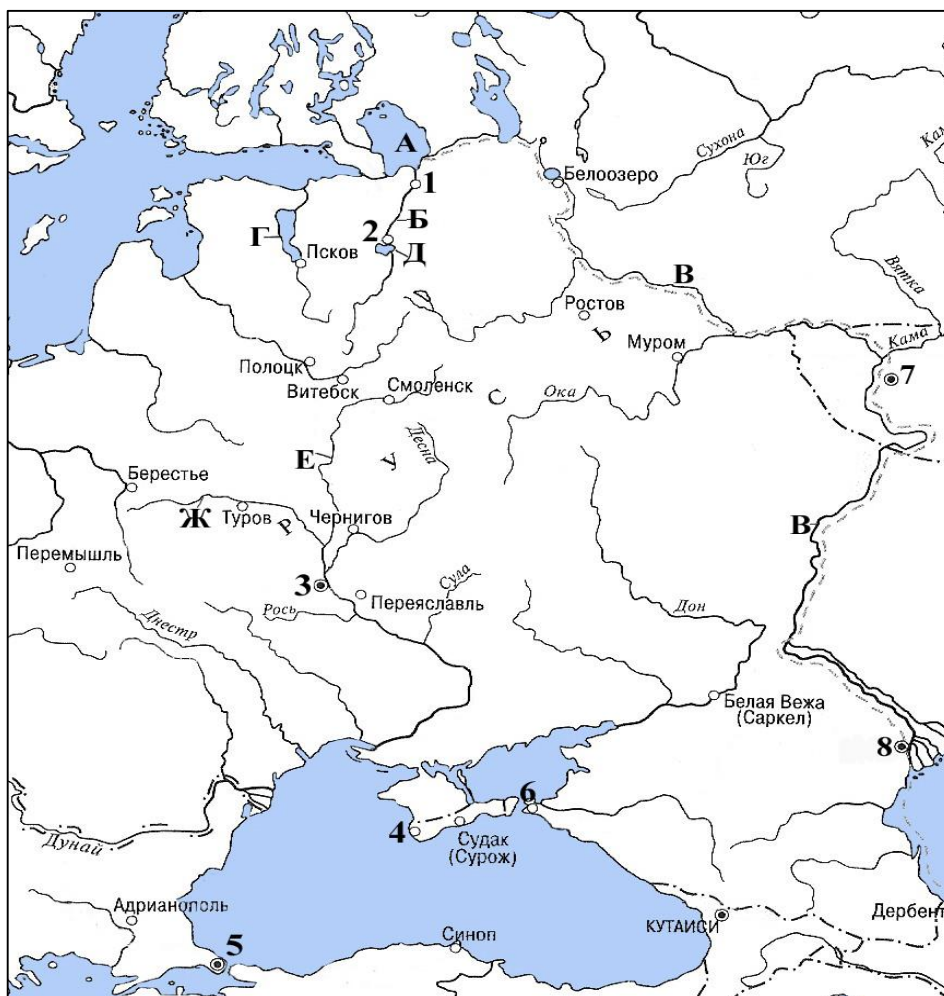 А
Сухона
Кам
Юг
Белоозеро
1
Б
Г
2
Д
Псков
В
Вятка
Ростов
Ь
Кама
Муром
Полоцк
7
Витебск
Смоленск
С
Ока
Десна
Е
У
Берестье
В
Ж
Туров
Р
Чернигов
Перемышль
3
Сула
Переяславль
Рось
Дон
Днестр
Белая Вежа
(Саркел)
8
6
4
Судак
(Сурож)
Дунай
Адрианополь
КУТАИСИ
Дербент
Синоп
5